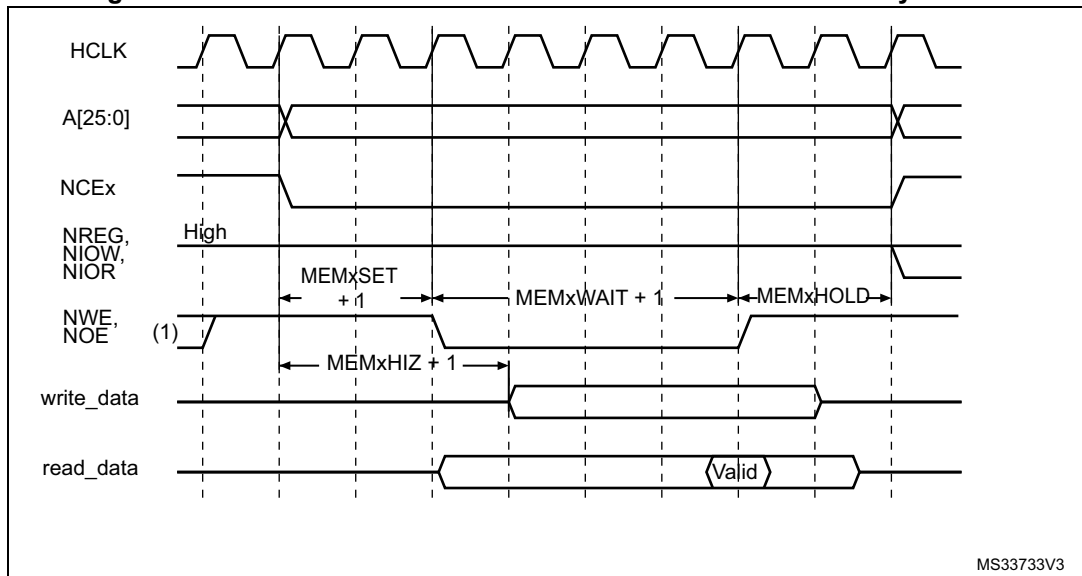 HCLK
A[25:0]
NCEx
NREG,
NIOW,
NIOR
High
MEMxSET
+ 1
MEMxWAIT + 1
MEMxHOLD
NWE,
NOE
(1)
MEMxHIZ + 1
write_data
read_data
Valid
MS33733V3